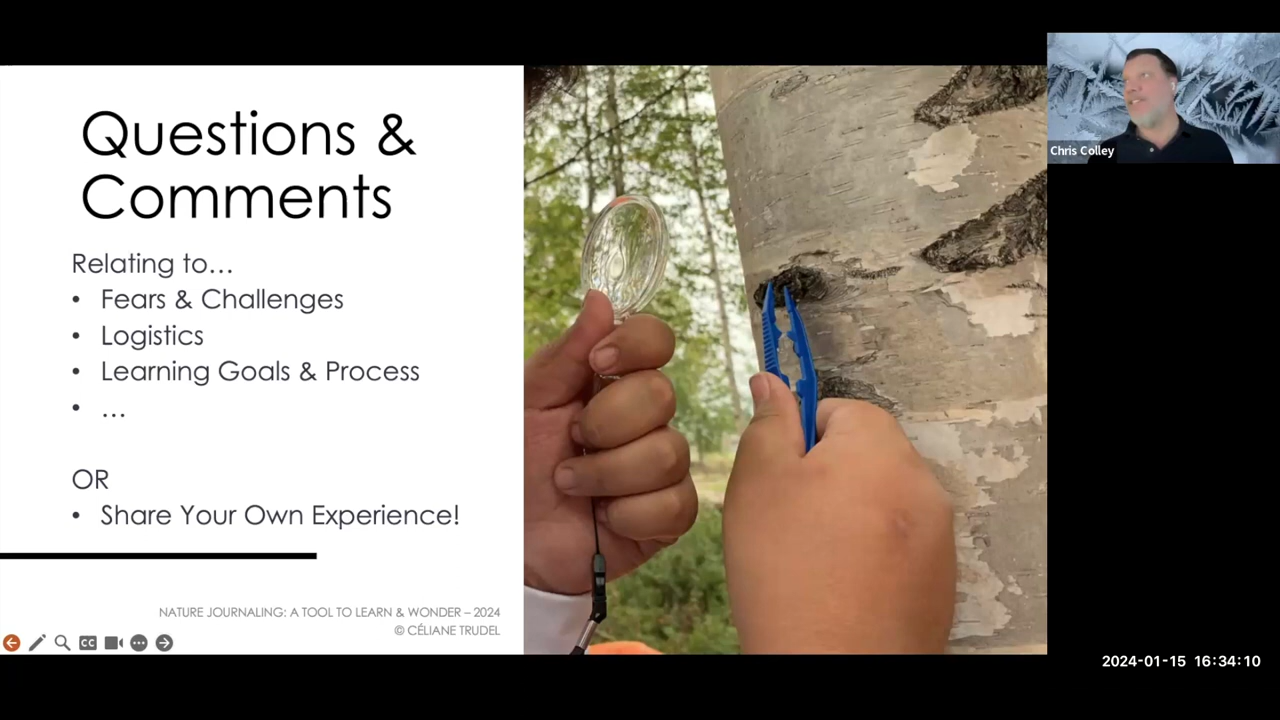 Questions &
Comments
Relating to…
• Fears & Challenges
• Logistics
• Learning Goals & Process
• …
OR
• Share Your Own Experience!
NATURE JOURNALING: A TOOL TO LEARN & WONDER – 2024
© CÉLIANE TRUDEL
CC
Chris Colley
2024-01-15 16:34:10